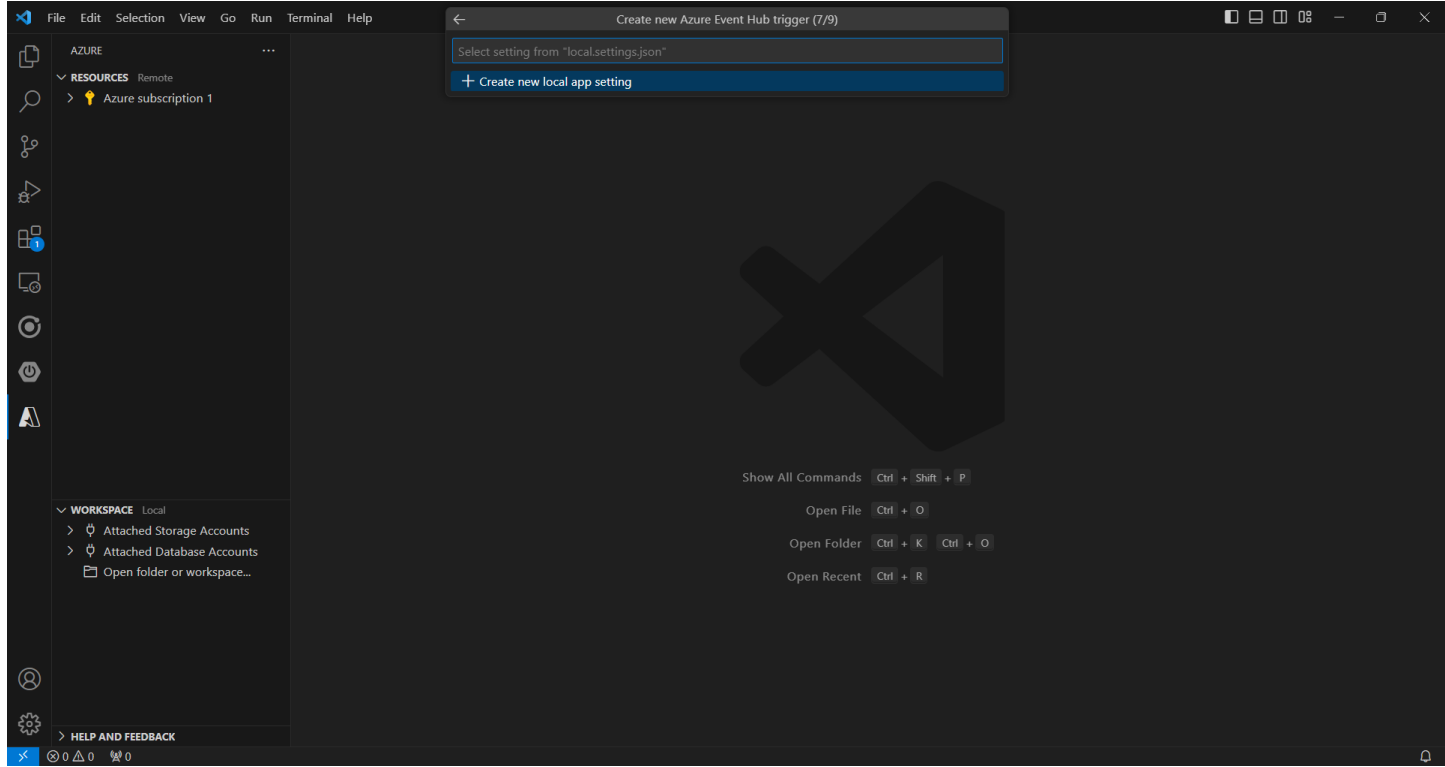 File Edit Selection View Go Run Terminal Help
Create new Azure Event Hub trigger (7/9)
Select setting from "local.settings.json"
Create new local app setting
AZURE
RESOURCES Remote
Azure subscription 1
1
Show All Commands Ctrl + Shift + P
Open File Ctrl + O
Open Folder Ctrl + K Ctrl + O
Open Recent Ctrl + R
WORKSPACE Local
Attached Storage Accounts
Attached Database Accounts
Open folder or workspace...
HELP AND FEEDBACK
0 0 0